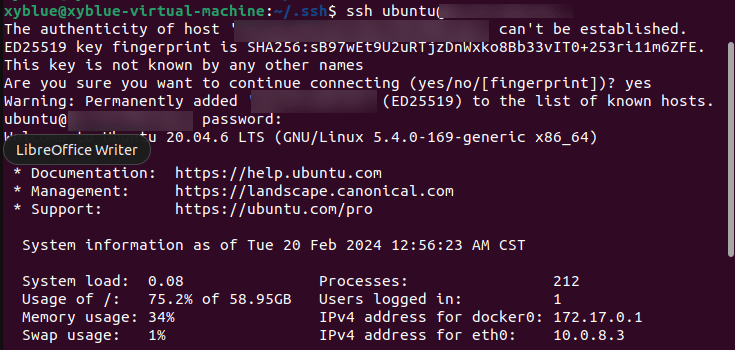 xyblue@xyblue-virtual-machine:~/.ssh$ ssh ubuntu@
The authenticity of host ' can't be established.
ED25519 key fingerprint is SHA256:sB97wEt9U2uRTjzDnWxko8Bb33vIT0+253ri11m6ZFE.
This key is not known by any other names
Are you sure you want to continue connecting (yes/no/[fingerprint])? yes
Warning: Permanently added ' (ED25519) to the list of known hosts.
ubuntu@ password:
Ubuntu 20.04.6 LTS (GNU/Linux 5.4.0-169-generic x86_64)
LibreOffice Writer
* Documentation: https://help.ubuntu.com
* Management: https://landscape.canonical.com
* Support: https://ubuntu.com/pro
System information as of Tue 20 Feb 2024 12:56:23 AM CST
System load: 0.08 Processes: 212
Usage of /: 75.2% of 58.95GB Users logged in: 1
Memory usage: 34% IPv4 address for docker0: 172.17.0.1
Swap usage: 1% IPv4 address for eth0: 10.0.8.3